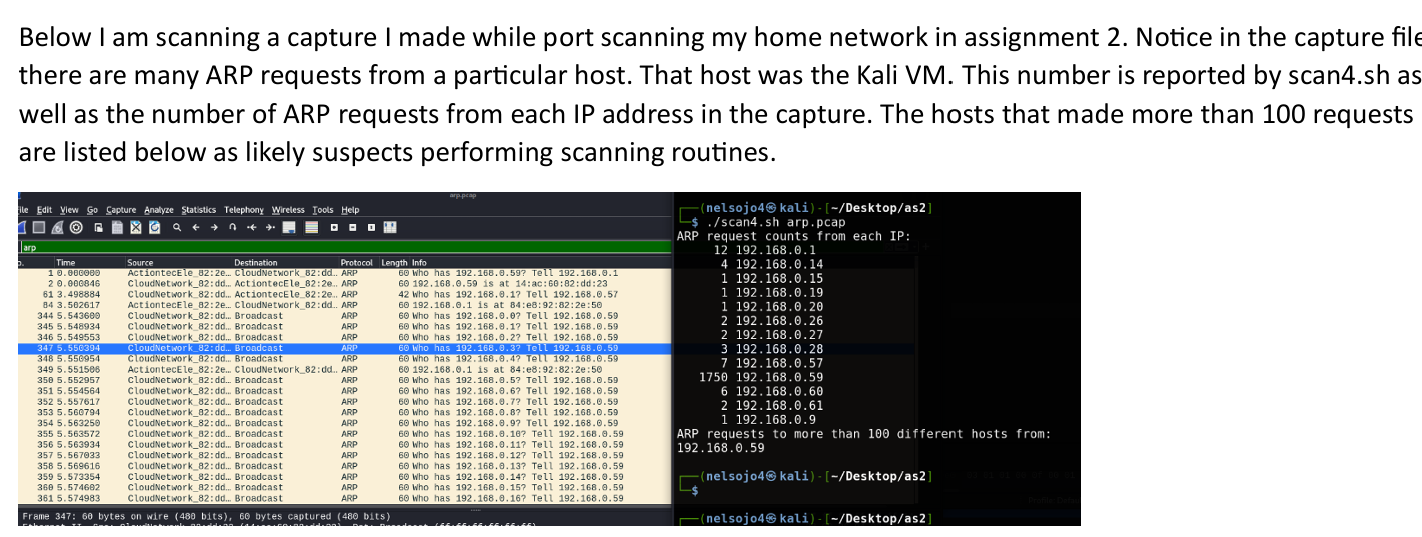 Below I am scanning a capture I made while port scanning my home network in assignment 2. Notice in the capture file
there are many ARP requests from a particular host. That host was the Kali VM. This number is reported by scan4.sh as
well as the number of ARP requests from each IP address in the capture. The hosts that made more than 100 requests
are listed below as likely suspects performing scanning routines.
arp.pcap
ile Edit View Go Capture Analyze Statistics Telephony Wireless Tools Help
arp
o. Time Source Destination Protocol Length Info
1 0.000000 ActiontecEle_82:2e… CloudNetwork_82:dd… ARP 60 Who has 192.168.0.59? Tell 192.168.0.1
2 0.000846 CloudNetwork_82:dd… ActiontecEle_82:2e… ARP 60 192.168.0.59 is at 14:ac:60:82:dd:23
61 3.498884 CloudNetwork_82:dd… ActiontecEle_82:2e… ARP 42 Who has 192.168.0.1? Tell 192.168.0.57
84 3.502617 ActiontecEle_82:2e… CloudNetwork_82:dd… ARP 60 192.168.0.1 is at 84:e8:92:82:2e:50
344 5.543600 CloudNetwork_82:dd… Broadcast ARP 60 Who has 192.168.0.0? Tell 192.168.0.59
345 5.548934 CloudNetwork_82:dd… Broadcast ARP 60 Who has 192.168.0.1? Tell 192.168.0.59
346 5.549553 CloudNetwork_82:dd… Broadcast ARP 60 Who has 192.168.0.2? Tell 192.168.0.59
347 5.550394 CloudNetwork_82:dd… Broadcast ARP 60 Who has 192.168.0.3? Tell 192.168.0.59
348 5.550954 CloudNetwork_82:dd… Broadcast ARP 60 Who has 192.168.0.4? Tell 192.168.0.59
349 5.551506 ActiontecEle_82:2e… CloudNetwork_82:dd… ARP 60 192.168.0.1 is at 84:e8:92:82:2e:50
350 5.552957 CloudNetwork_82:dd… Broadcast ARP 60 Who has 192.168.0.5? Tell 192.168.0.59
351 5.554564 CloudNetwork_82:dd… Broadcast ARP 60 Who has 192.168.0.6? Tell 192.168.0.59
352 5.557617 CloudNetwork_82:dd… Broadcast ARP 60 Who has 192.168.0.7? Tell 192.168.0.59
353 5.560794 CloudNetwork_82:dd… Broadcast ARP 60 Who has 192.168.0.8? Tell 192.168.0.59
354 5.563250 CloudNetwork_82:dd… Broadcast ARP 60 Who has 192.168.0.9? Tell 192.168.0.59
355 5.563572 CloudNetwork_82:dd… Broadcast ARP 60 Who has 192.168.0.10? Tell 192.168.0.59
356 5.563934 CloudNetwork_82:dd… Broadcast ARP 60 Who has 192.168.0.11? Tell 192.168.0.59
357 5.567033 CloudNetwork_82:dd… Broadcast ARP 60 Who has 192.168.0.12? Tell 192.168.0.59
358 5.569616 CloudNetwork_82:dd… Broadcast ARP 60 Who has 192.168.0.13? Tell 192.168.0.59
359 5.573354 CloudNetwork_82:dd… Broadcast ARP 60 Who has 192.168.0.14? Tell 192.168.0.59
360 5.574602 CloudNetwork_82:dd… Broadcast ARP 60 Who has 192.168.0.15? Tell 192.168.0.59
361 5.574983 CloudNetwork_82:dd… Broadcast ARP 60 Who has 192.168.0.16? Tell 192.168.0.59
Frame 347: 60 bytes on wire (480 bits), 60 bytes captured (480 bits)
(nelsojo4㉿kali)-[~/Desktop/as2]
$ ./scan4.sh arp.pcap
ARP request counts from each IP:
12 192.168.0.1
4 192.168.0.14
1 192.168.0.15
1 192.168.0.19
1 192.168.0.20
2 192.168.0.26
2 192.168.0.27
3 192.168.0.28
7 192.168.0.57
1750 192.168.0.59
6 192.168.0.60
2 192.168.0.61
1 192.168.0.9
ARP requests to more than 100 different hosts from:
192.168.0.59
(nelsojo4㉿kali)-[~/Desktop/as2]
$
(nelsojo4㉿kali)-[~/Desktop/as2]